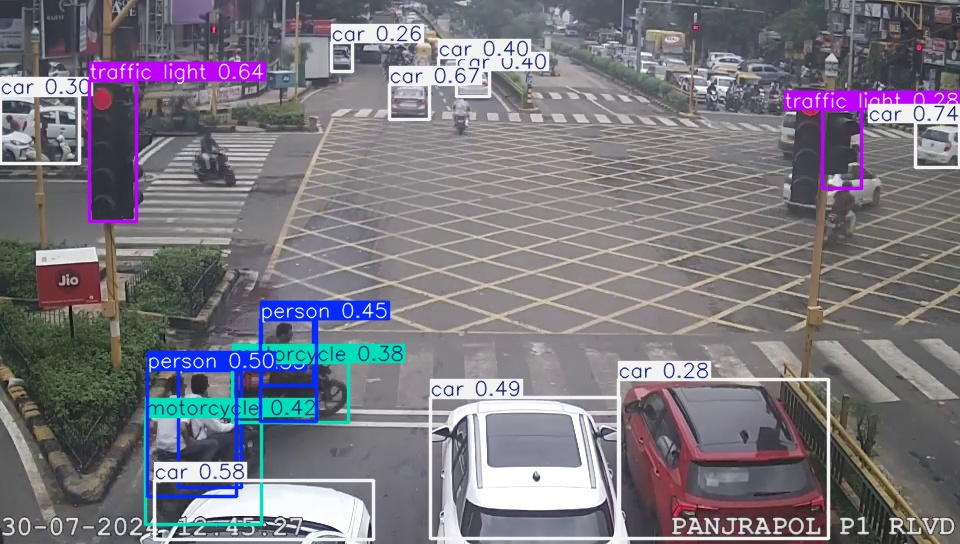 car 0.26
car 0.40
car 0.40
car 0.67
traffic light 0.64
car 0.30
traffic light 0.28
car 0.74
Jio
person 0.45
motorcycle 0.38
person 0.50
motorcycle 0.42
car 0.49
car 0.28
car 0.58
30-07-2024 12:45:27
PANJRAPOL P1 RLVD